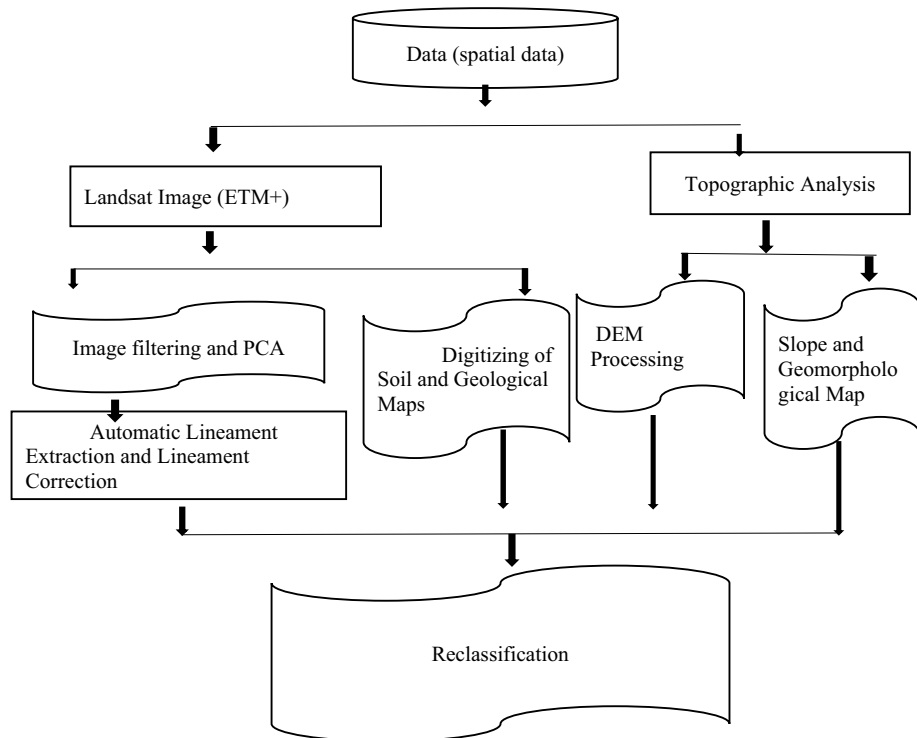 Data (spatial data)
Landsat Image (ETM+)
Topographic Analysis
Image filtering and PCA
Digitizing of
Soil and Geological
Maps
DEM
Processing
Slope and
Geomorpholo
gical Map
Automatic Lineament
Extraction and Lineament
Correction
Reclassification